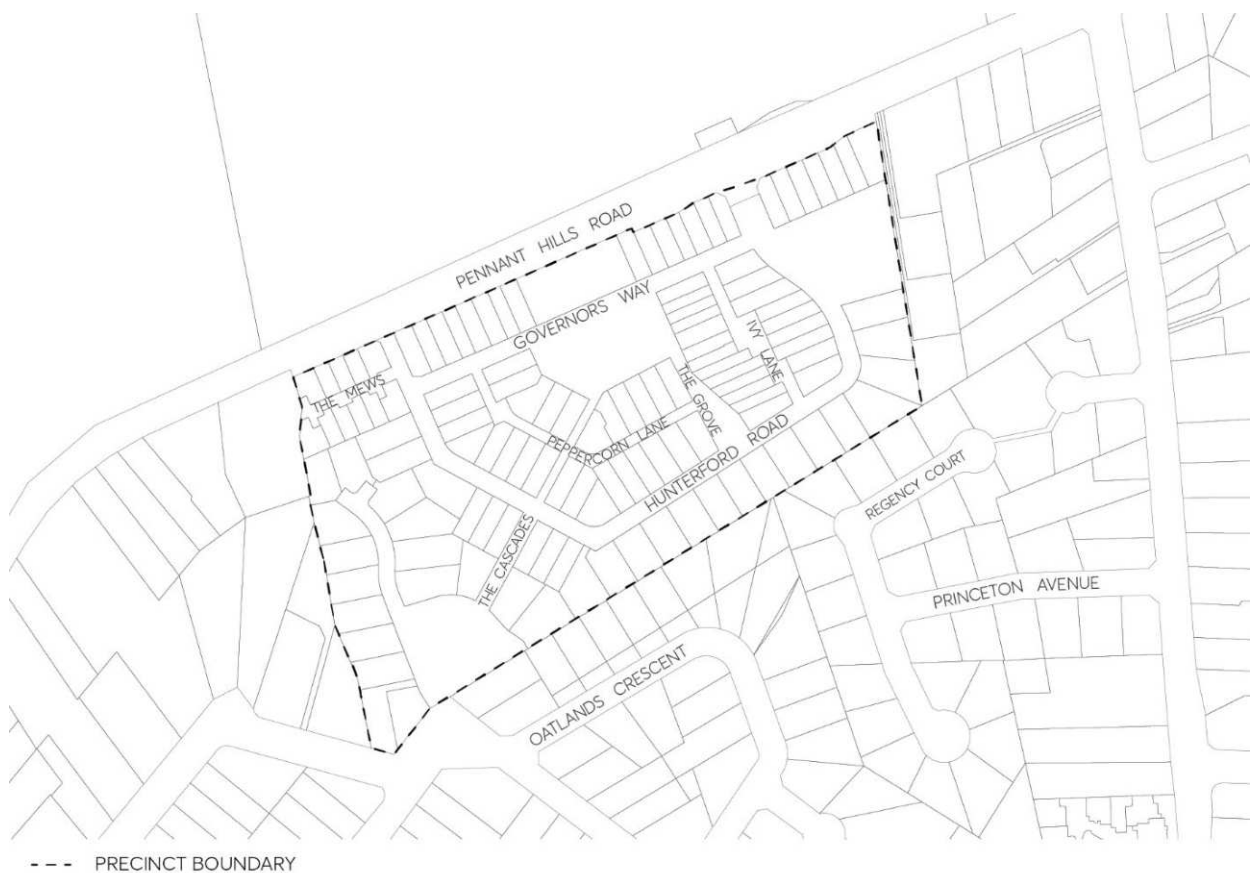 PENNANT HILLS ROAD
GOVERNORS WAY
THE MEWS
IVY LANE
THE GROVE
PEPPERCORN LANE
HUNTERFORD ROAD
REGENCY COURT
THE CASCADES
PRINCETON AVENUE
OATLANDS CRESCENT
PRECINCT BOUNDARY